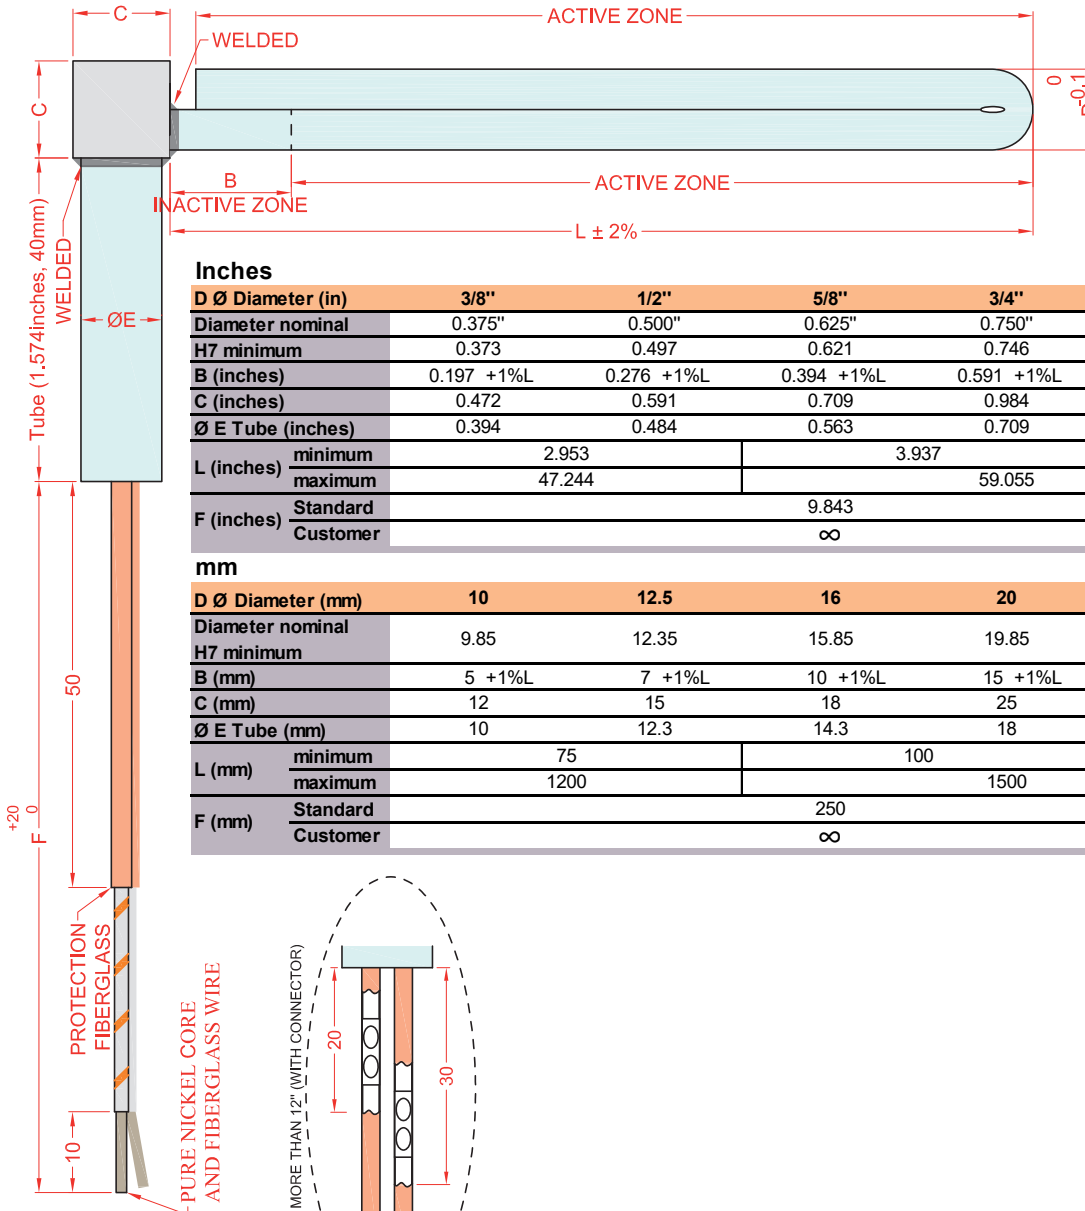 C
ACTIVE ZONE
WELDED
C
0
-0.1
B
INACTIVE ZONE
ACTIVE ZONE
L ± 2%
Tube (1.574inches, 40mm)
WELDED
ØE
Inches
D Ø Diameter (in) 3/8'' 1/2'' 5/8'' 3/4''
Diameter nominal 0.375" 0.500" 0.625" 0.750"
H7 minimum 0.373 0.497 0.621 0.746
B (inches) 0.197 +1%L 0.276 +1%L 0.394 +1%L 0.591 +1%L
C (inches) 0.472 0.591 0.709 0.984
Ø E Tube (inches) 0.394 0.484 0.563 0.709
L (inches) minimum 2.953 3.937
maximum 47.244 59.055
F (inches) Standard 9.843
Customer ∞
mm
D Ø Diameter (mm) 10 12.5 16 20
Diameter nominal
H7 minimum 9.85 12.35 15.85 19.85
B (mm) 5 +1%L 7 +1%L 10 +1%L 15 +1%L
C (mm) 12 15 18 25
Ø E Tube (mm) 10 12.3 14.3 18
L (mm) minimum 75 100
maximum 1200 1500
F (mm) Standard 250
Customer ∞
50
+20
0
F
PROTECTION
FIBERGLASS
10
PURE NICKEL CORE
AND FIBERGLASS WIRE
MORE THAN 12" (WITH CONNECTOR)
20
30